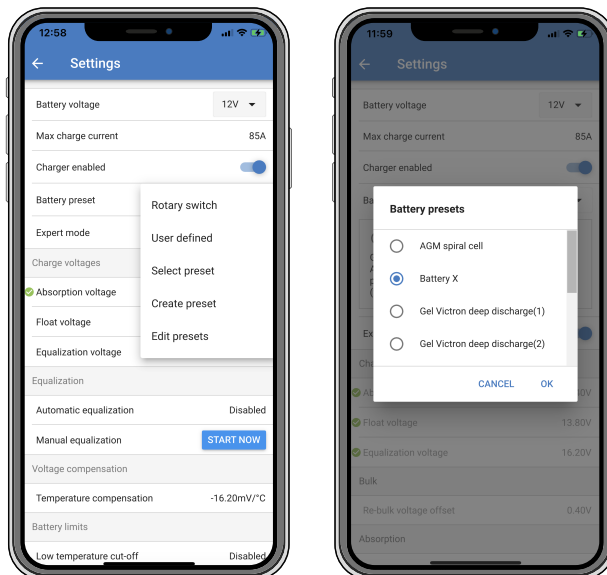 12:58
Settings
Battery voltage 12V
Max charge current 85A
Charger enabled
Battery preset
Expert mode
Rotary switch
User defined
Select preset
Create preset
Edit presets
Charge voltages
Absorption voltage
Float voltage
Equalization voltage
Equalization
Automatic equalization Disabled
Manual equalization START NOW
Voltage compensation
Temperature compensation -16.20mV/°C
Battery limits
Low temperature cut-off Disabled
11:59
Settings
Battery voltage 12V
Max charge current 85A
Charger enabled
Ba
Battery presets
AGM spiral cell
Battery X
Gel Victron deep discharge(1)
Gel Victron deep discharge(2)
CANCEL OK
Ex
Ch
Ab
Float voltage 13.80V
Equalization voltage 16.20V
Bulk
Re-bulk voltage offset 0.40V
Absorption